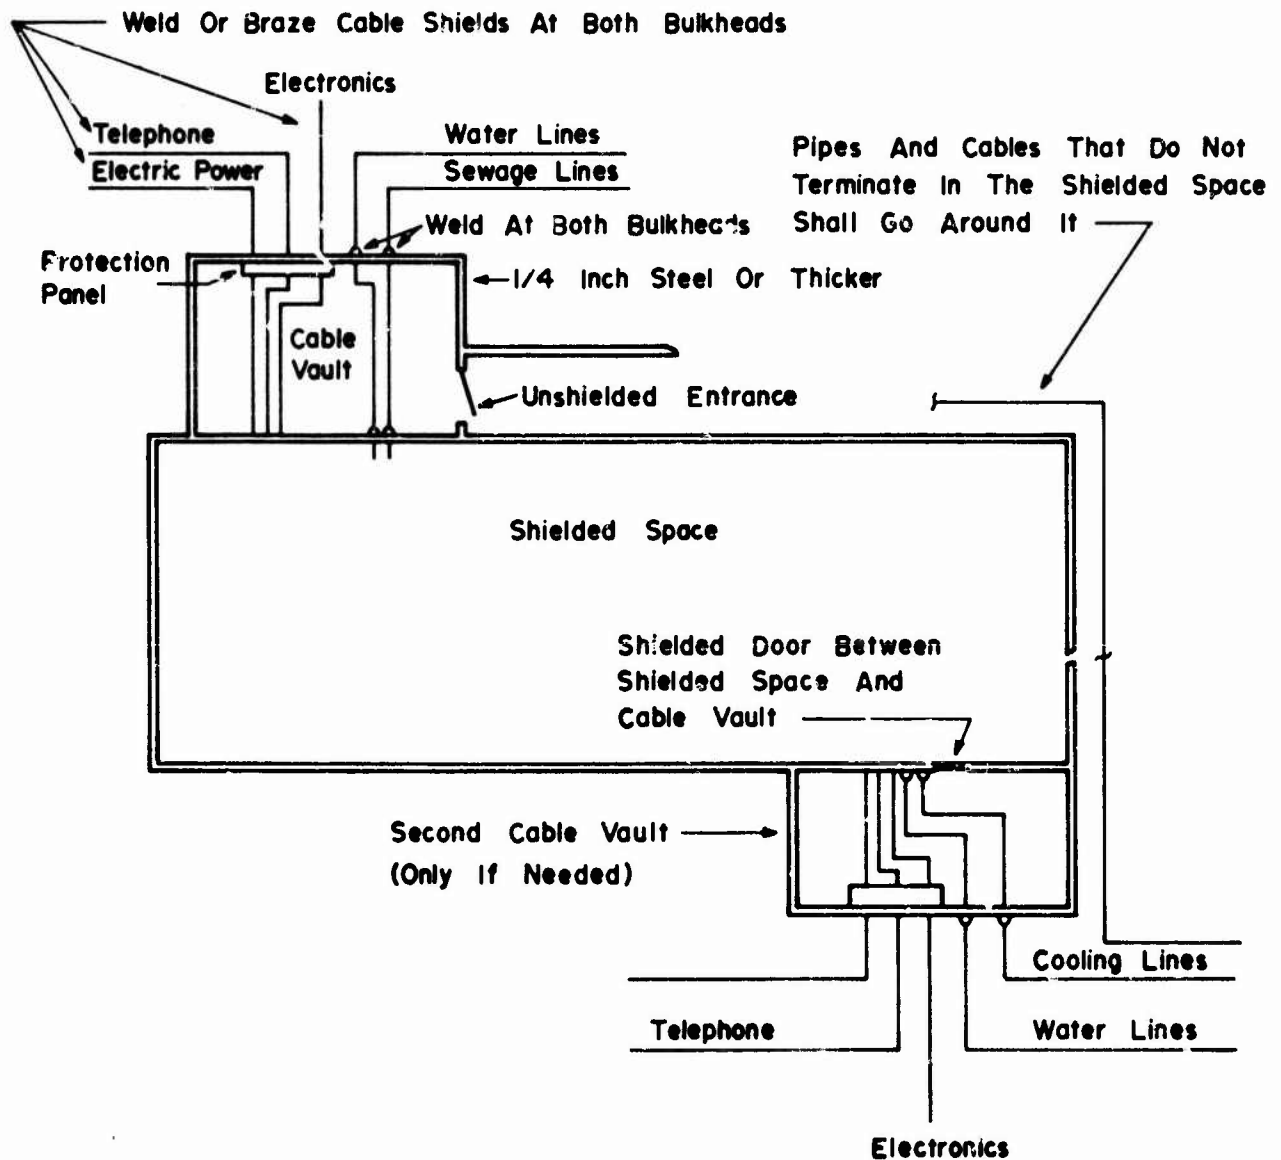 Weld Or Braze Cable Shields At Both Bulkheads
Electronics
Telephone
Electric Power
Water Lines
Sewage Lines
Pipes And Cables That Do Not
Terminate In The Shielded Space
Shall Go Around It
Weld At Both Bulkheads
Protection
Panel
1/4 Inch Steel Or Thicker
Cable
Vault
Unshielded Entrance
Shielded Space
Shielded Door Between
Shielded Space And
Cable Vault
Second Cable Vault
(Only If Needed)
Cooling Lines
Telephone
Water Lines
Electronics